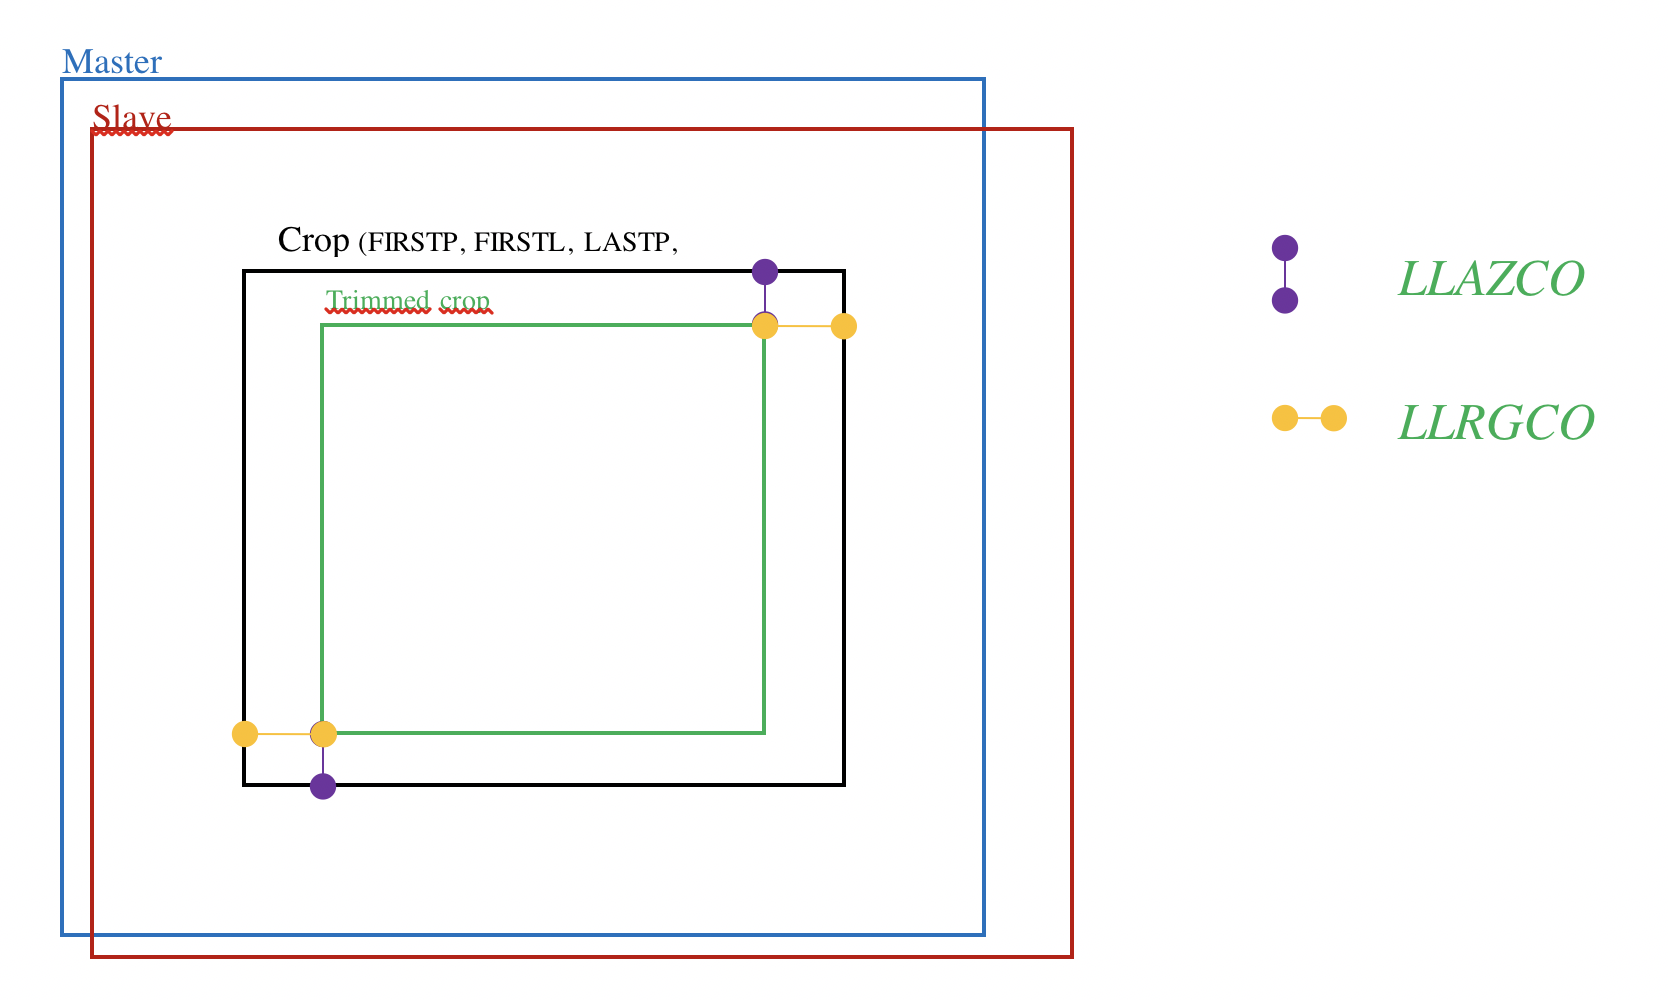 Master
Slave
Crop (FIRSTP, FIRSTL, LASTP,
Trimmed crop
LLAZCO
LLRGCO